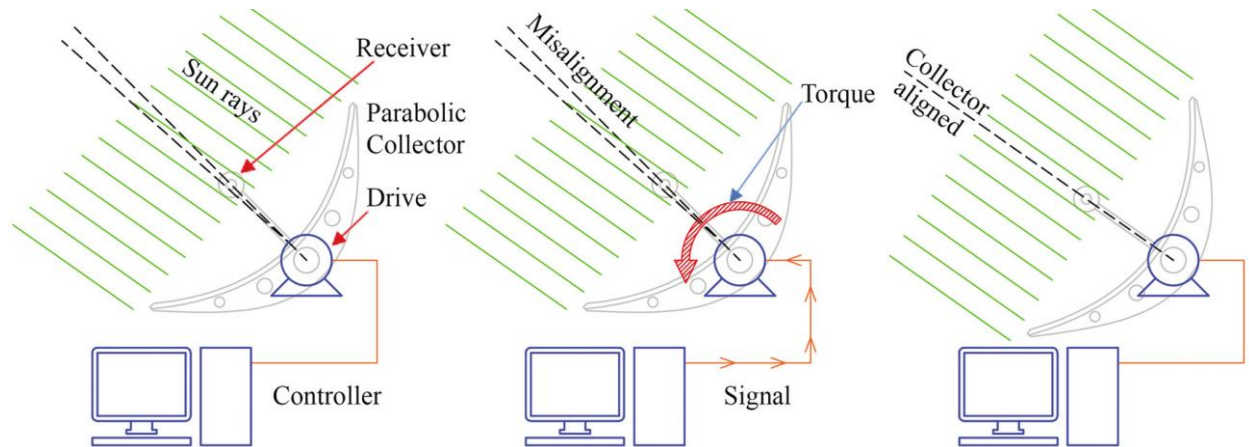 Sun rays
Receiver
Parabolic
Collector
Drive
Controller
Misalignment
Torque
Signal
Collector
aligned